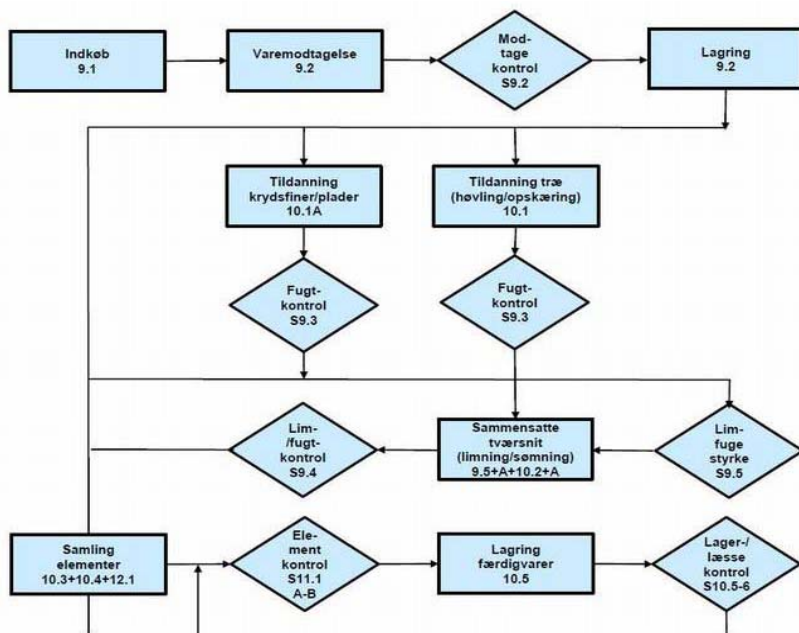 Indkøb
9.1
Varemodtagelse
9.2
Mod-
tage
kontrol
S9.2
Lagring
9.2
Tildanning
krydsfiner/plader
10.1A
Tildanning træ
(høvling/opskæring)
10.1
Fugt-
kontrol
S9.3
Fugt-
kontrol
S9.3
Lim-
/fugt-
kontrol
S9.4
Sammensatte
tværsnit
(limning/sømning)
9.5+A+10.2+A
Lim-
fuge
styrke
S9.5
Samling
elementer
10.3+10.4+12.1
Ele-
ment
kontrol
S11.1
A-B
Lagring
færdigvarer
10.5
Lager-/
læsse
kontrol
S10.5-6